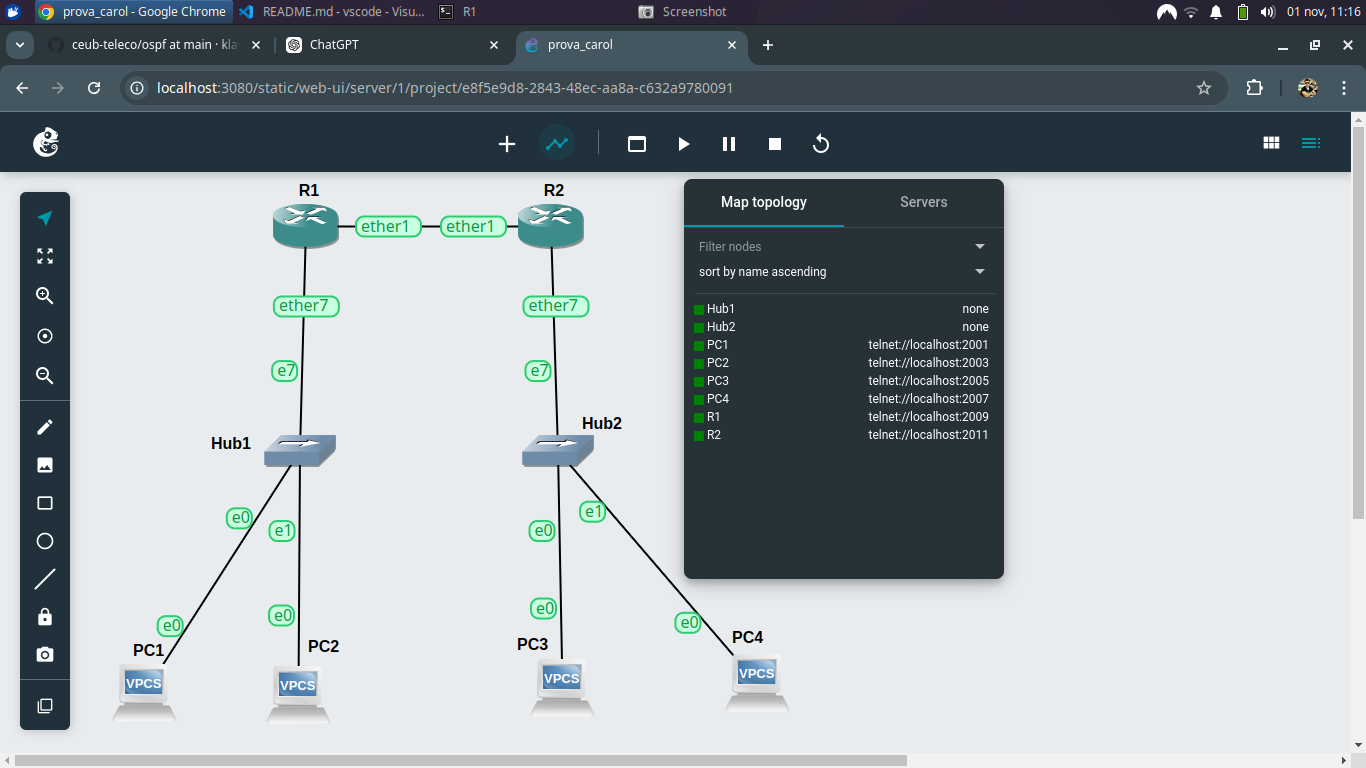 prova_carol - Google Chrome README.md - vscode - Visu... R1 Screenshot 01 nov, 11:16
ceub-teleco/ospf at main · kla ChatGPT prova_carol
localhost:3080/static/web-ui/server/1/project/e8f5e9d8-2843-48ec-aa8a-c632a9780091
R1 R2
ether1 ether1
ether7 ether7
e7 e7
Hub1 Hub2
e0 e1 e0 e1
e0 e0 e0 e0
PC1 PC2 PC3 PC4
VPCS VPCS VPCS VPCS
Map topology Servers
Filter nodes
sort by name ascending
Hub1 none
Hub2 none
PC1 telnet://localhost:2001
PC2 telnet://localhost:2003
PC3 telnet://localhost:2005
PC4 telnet://localhost:2007
R1 telnet://localhost:2009
R2 telnet://localhost:2011